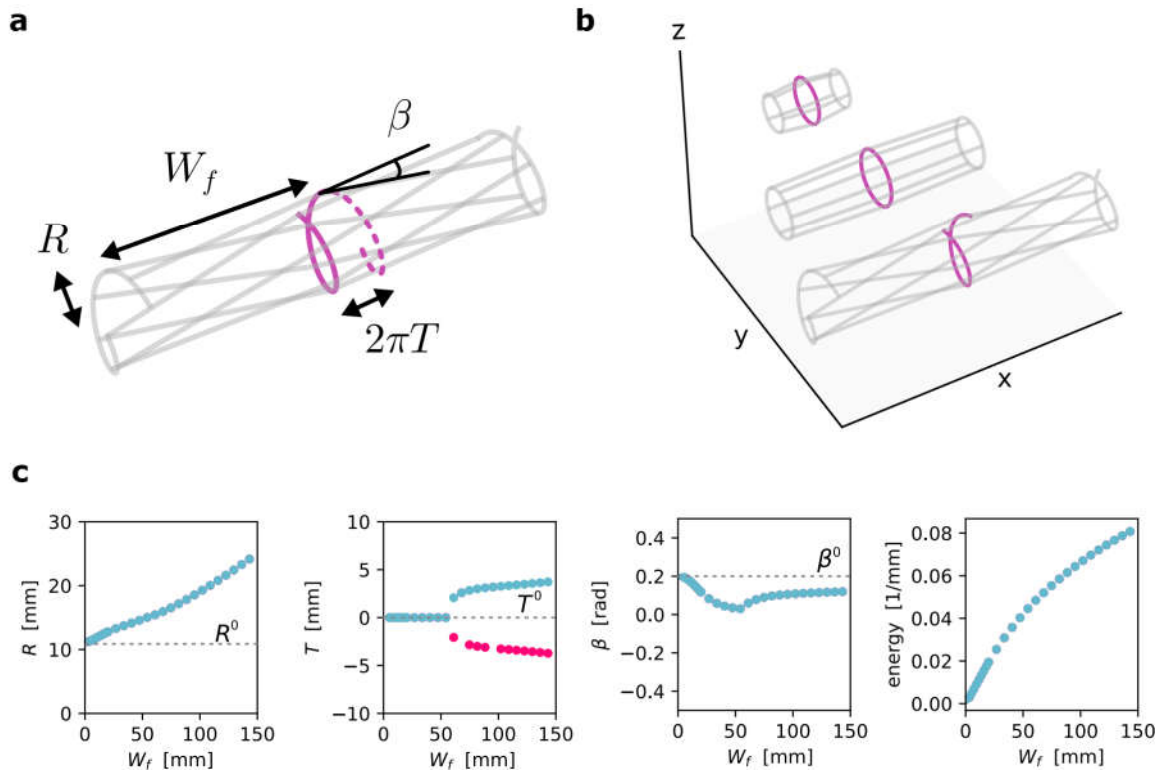 a
b
β
W_f
R
2πT
z
y
x
c
R [mm]
30
20
10
0
R⁰
0 50 100 150
W_f [mm]
T [mm]
10
5
0
−5
−10
T⁰
0 50 100 150
W_f [mm]
β [rad]
0.4
0.2
0.0
−0.2
−0.4
β⁰
0 50 100 150
W_f [mm]
energy [1/mm]
0.08
0.06
0.04
0.02
0.00
0 50 100 150
W_f [mm]